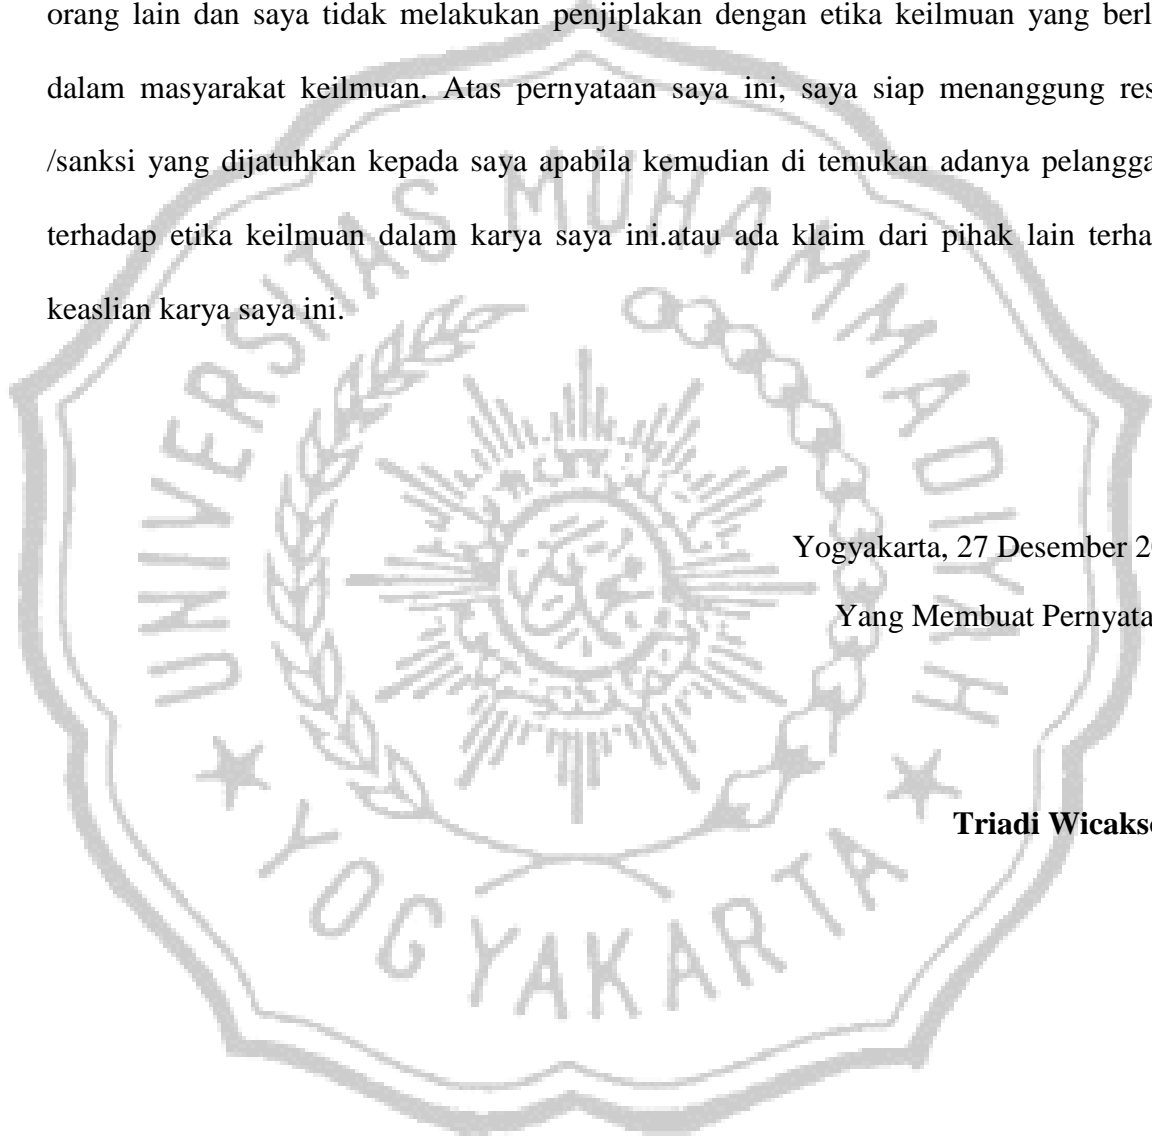 orang lain dan saya tidak melakukan penjiplakan dengan etika keilmuan yang berl
dalam masyarakat keilmuan. Atas pernyataan saya ini, saya siap menanggung res
/sanksi yang dijatuhkan kepada saya apabila kemudian di temukan adanya pelangga
terhadap etika keilmuan dalam karya saya ini.atau ada klaim dari pihak lain terha
keaslian karya saya ini.
Yogyakarta, 27 Desember 20
Yang Membuat Pernyata
Triadi Wicaks
UNIVERSITAS MUHAMMADIYAH
★ YOGYAKARTA ★